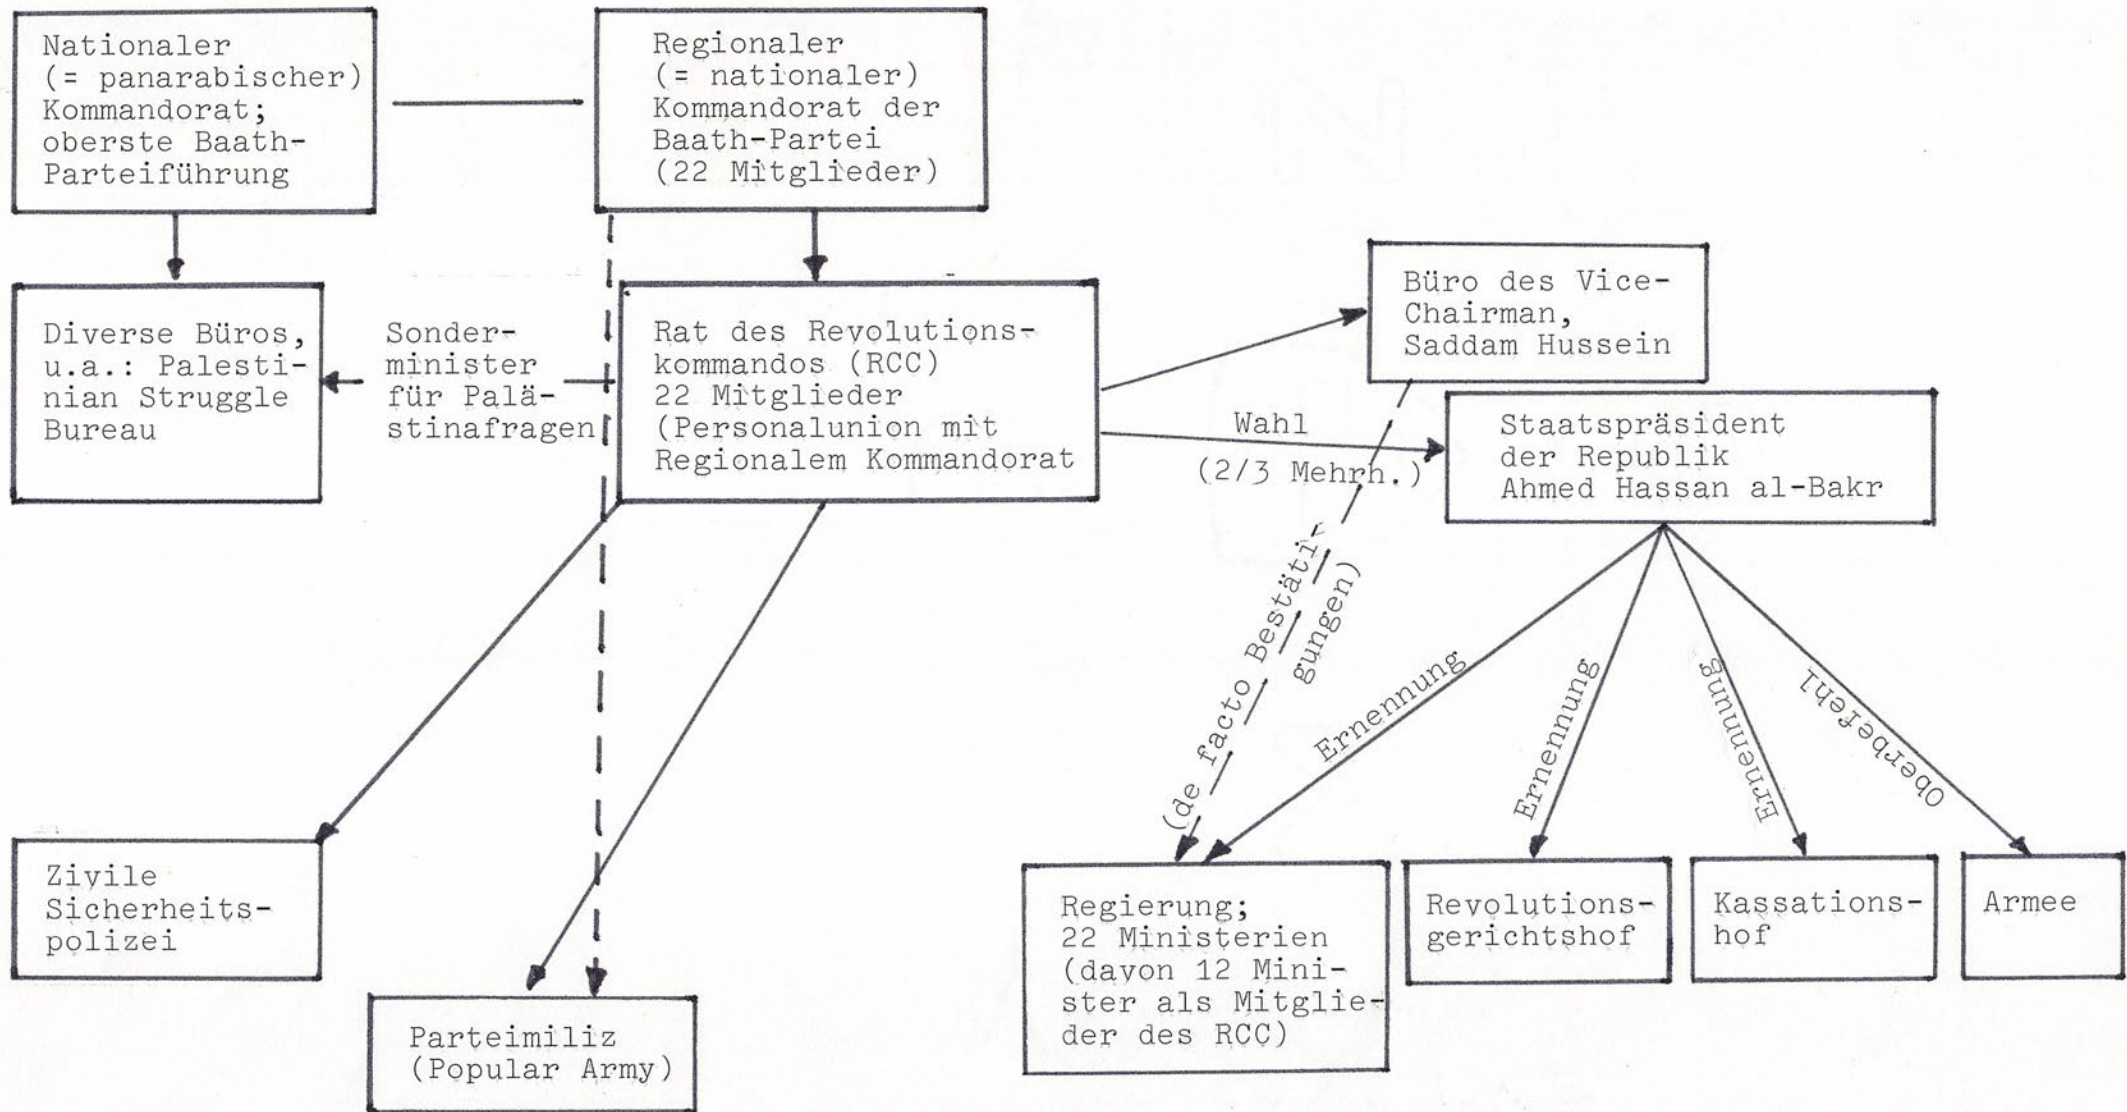 Nationaler
(= panarabischer)
Kommandorat;
oberste Baath-
Parteiführung
Regionaler
(= nationaler)
Kommandorat der
Baath-Partei
(22 Mitglieder)
Diverse Büros,
u.a.: Palesti-
nian Struggle
Bureau
Sonder-
minister
für Palä-
stinafragen
Rat des Revolutions-
kommandos (RCC)
22 Mitglieder
(Personalunion mit
Regionalem Kommandorat
Büro des Vice-
Chairman,
Saddam Hussein
Wahl
(2/3 Mehrh.)
Staatspräsident
der Republik
Ahmed Hassan al-Bakr
(de facto Bestäti-
gungen)
Ernennung
Ernennung
Ernennung
Oberbefehl
Zivile
Sicherheits-
polizei
Parteimiliz
(Popular Army)
Regierung;
22 Ministerien
(davon 12 Mini-
ster als Mitglie-
der des RCC)
Revolutions-
gerichtshof
Kassations-
hof
Armee